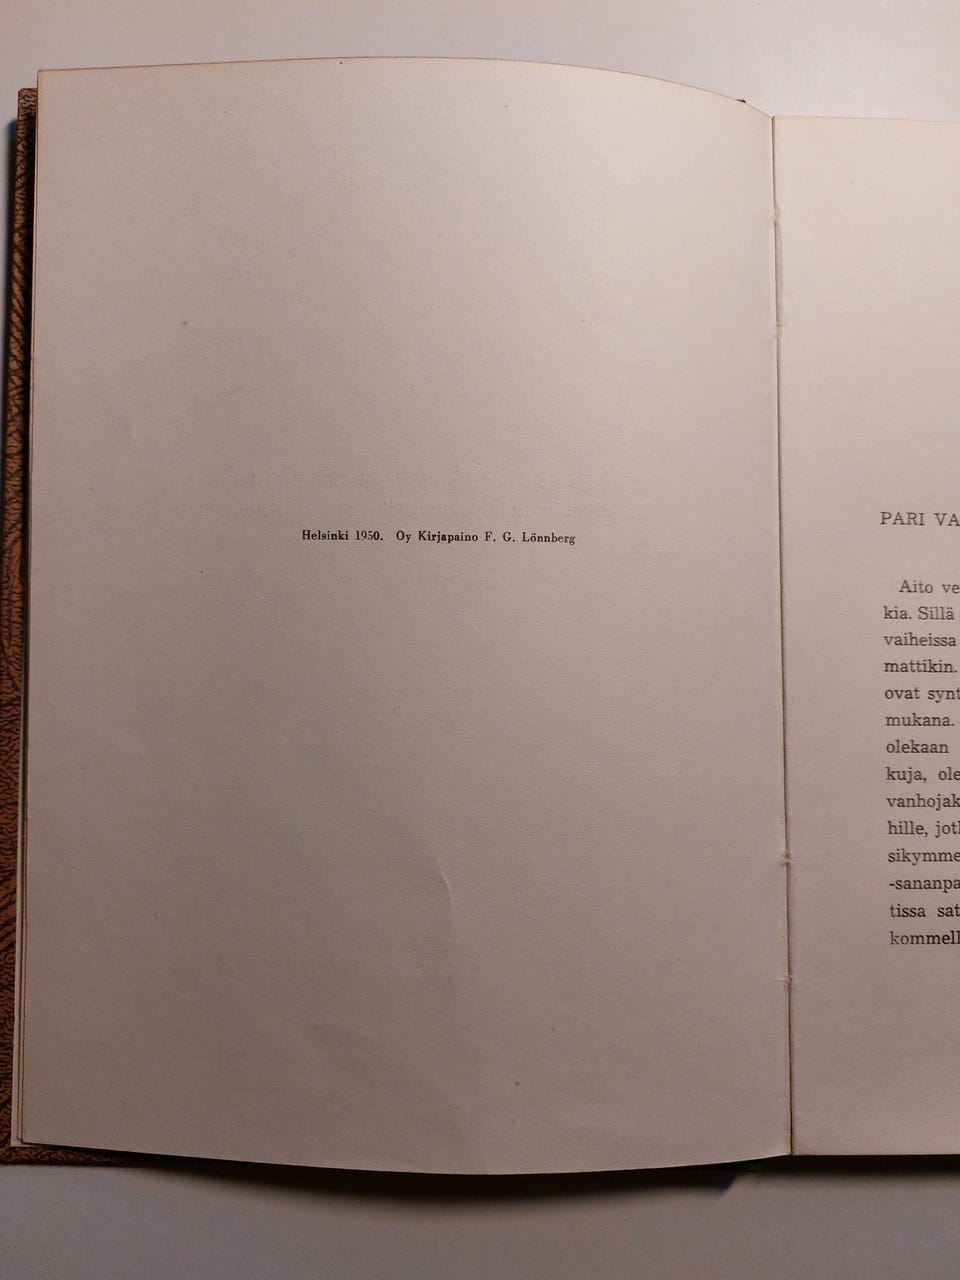 Helsinki 1950. Oy Kirjapaino F. G. Lönnberg
PARI VA
Aito ve
kia. Sillä
vaiheissa
mattikin.
ovat synt
mukana.
olekaan
kuja, ole
vanhojak
hille, jotk
sikymme
-sananpa
tissa sat
kommell